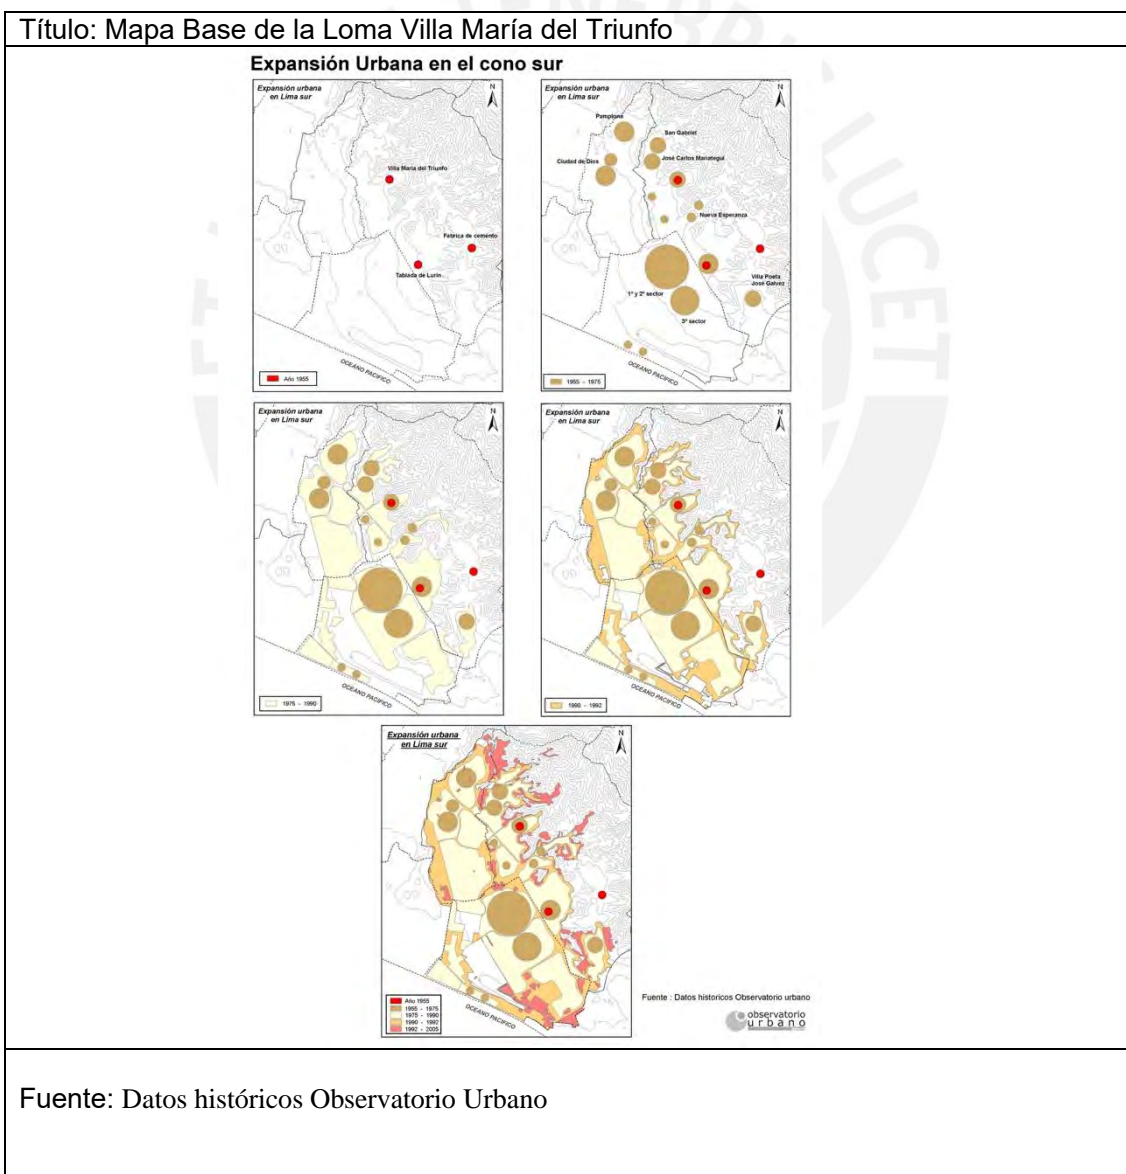 Título: Mapa Base de la Loma Villa María del Triunfo
Expansión Urbana en el cono sur
Expansión urbana
en Lima sur
N
Villa María del Triunfo
Fabrica de cemento
Tablada de Lurín
OCEANO PACIFICO
Año 1955
Expansión urbana
en Lima sur
N
Pamplona
San Gabriel
Ciudad de Dios
José Carlos Mariategui
Nueva Esperanza
Villa Poeta
José Galvez
1º y 2º sector
3º sector
OCEANO PACIFICO
1955 - 1975
Expansión urbana
en Lima sur
N
OCEANO PACIFICO
1975 - 1990
Expansión urbana
en Lima sur
N
OCEANO PACIFICO
1990 - 1992
Expansión urbana
en Lima sur
N
OCEANO PACIFICO
Año 1955
1955 - 1975
1975 - 1990
1990 - 1992
1992 - 2005
Fuente : Datos historicos Observatorio urbano
observatorio
urbano
Fuente: Datos históricos Observatorio Urbano